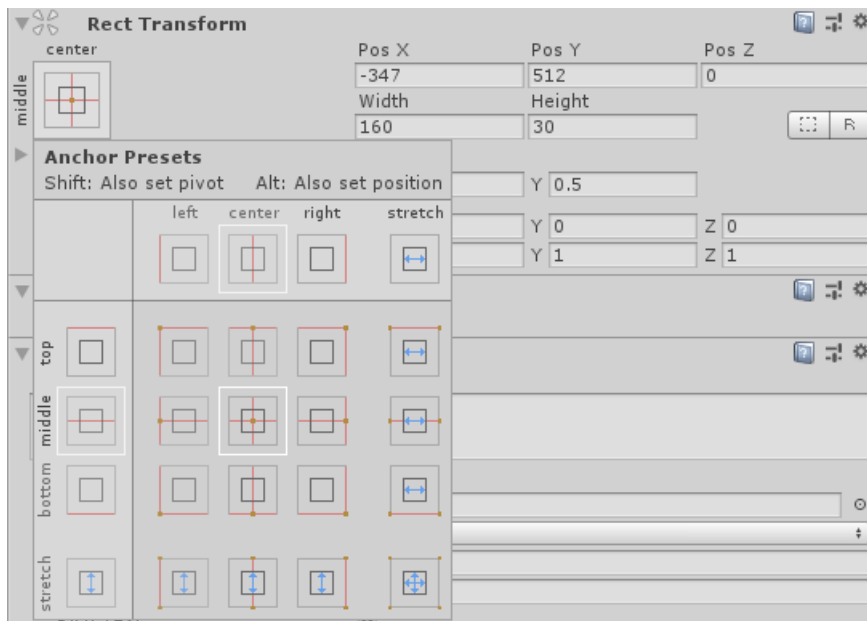 Rect Transform
center
Pos X Pos Y Pos Z
-347 512 0
middle
Width Height
160 30
R
Anchor Presets
Shift: Also set pivot Alt: Also set position
Y 0.5
left center right stretch
Y 0 Z 0
Y 1 Z 1
top
middle
bottom
stretch